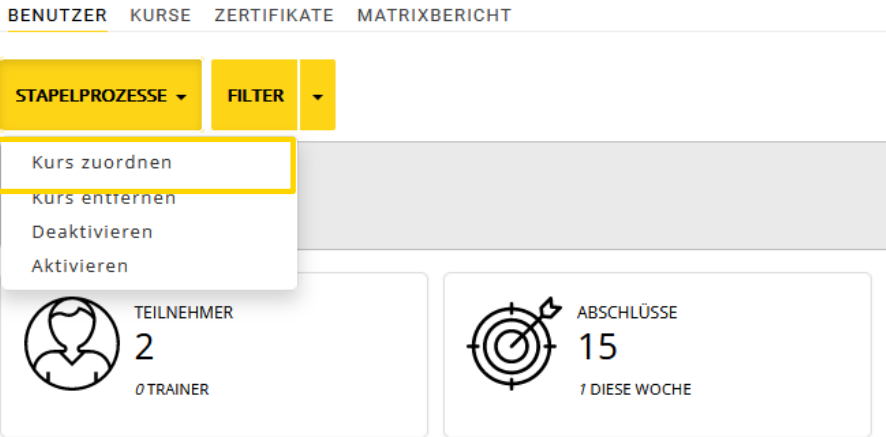 BENUTZER KURSE ZERTIFIKATE MATRIXBERICHT
STAPELPROZESSE FILTER
Kurs zuordnen
Kurs entfernen
Deaktivieren
Aktivieren
TEILNEHMER
2
0 TRAINER
ABSCHLÜSSE
15
1 DIESE WOCHE